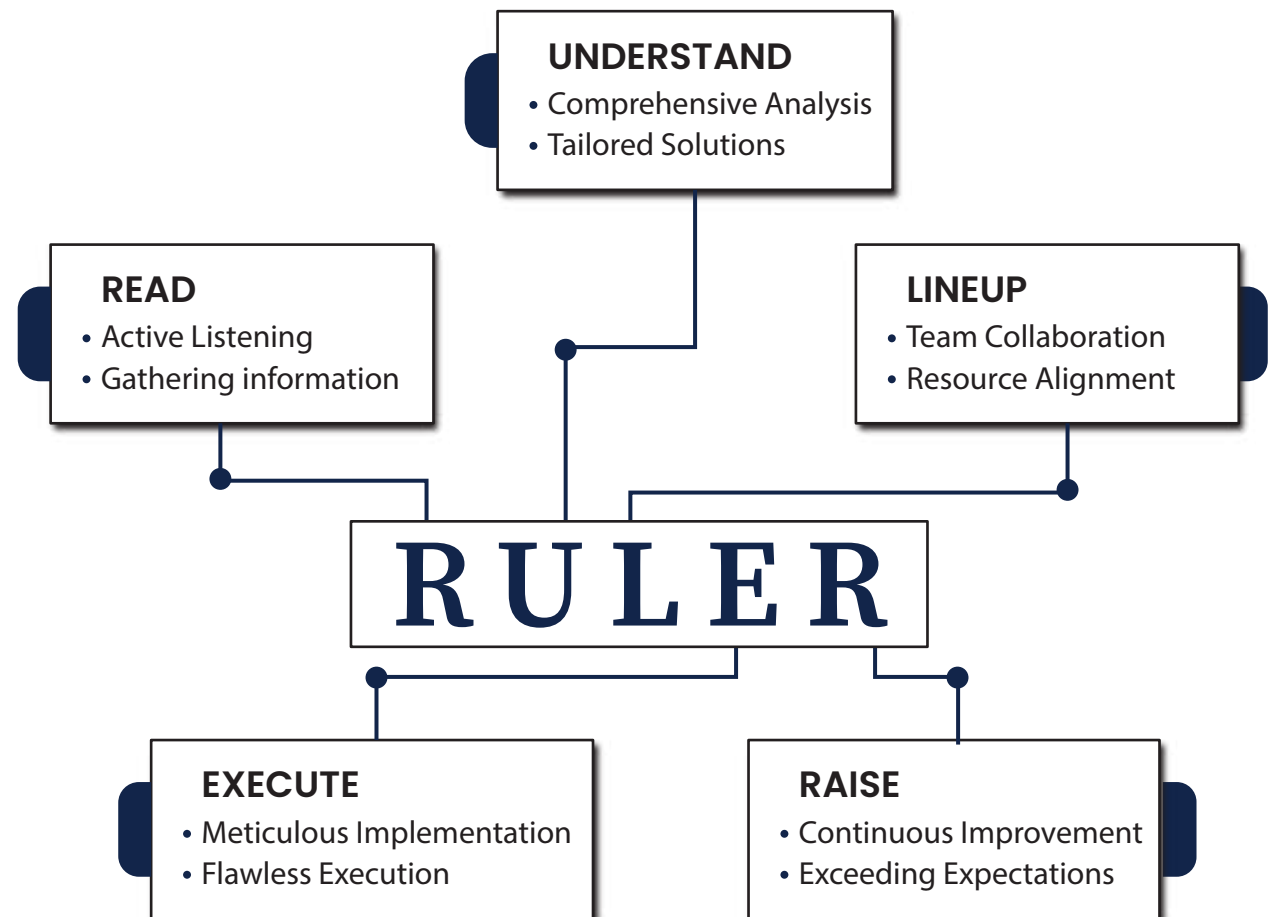 UNDERSTAND
• Comprehensive Analysis
• Tailored Solutions
READ
• Active Listening
• Gathering information
LINEUP
• Team Collaboration
• Resource Alignment
RULER
EXECUTE
• Meticulous Implementation
• Flawless Execution
RAISE
• Continuous Improvement
• Exceeding Expectations